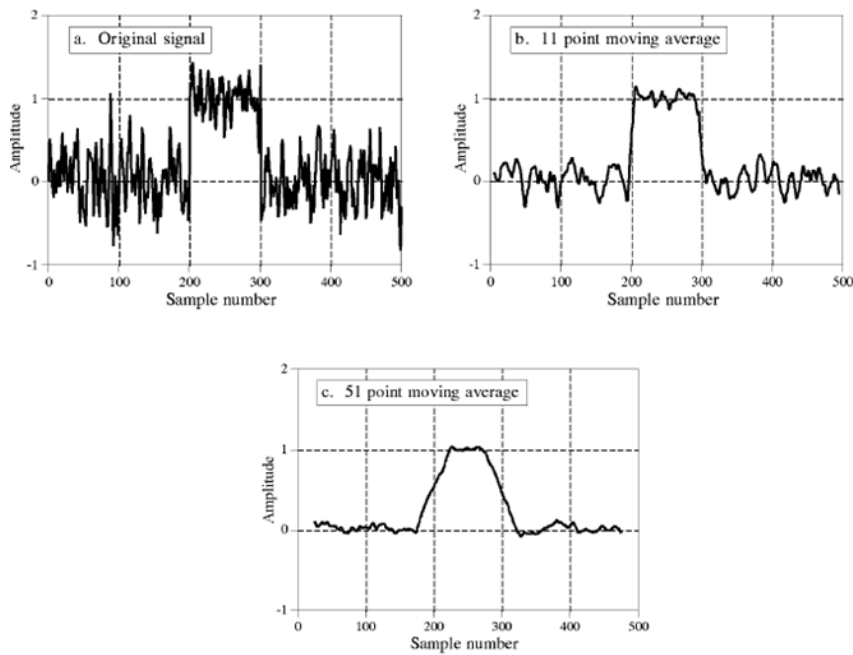 a. Original signal
2
1
0
-1
Amplitude
0 100 200 300 400 500
Sample number
b. 11 point moving average
2
1
0
-1
Amplitude
0 100 200 300 400 500
Sample number
c. 51 point moving average
2
1
0
-1
Amplitude
0 100 200 300 400 500
Sample number